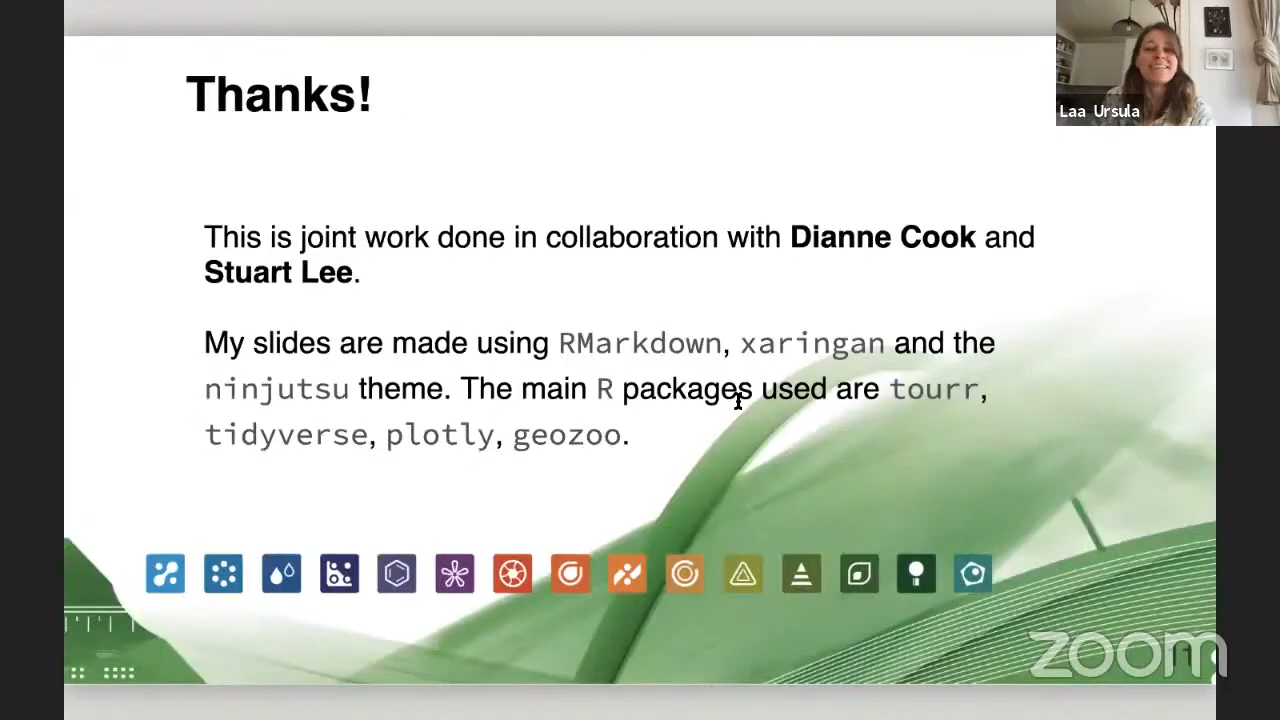 Thanks!
Laa Ursula
This is joint work done in collaboration with Dianne Cook and
Stuart Lee.
My slides are made using RMarkdown, xaringan and the
ninjutsu theme. The main R packages used are tourr,
tidyverse, plotly, geozoo.
zoom